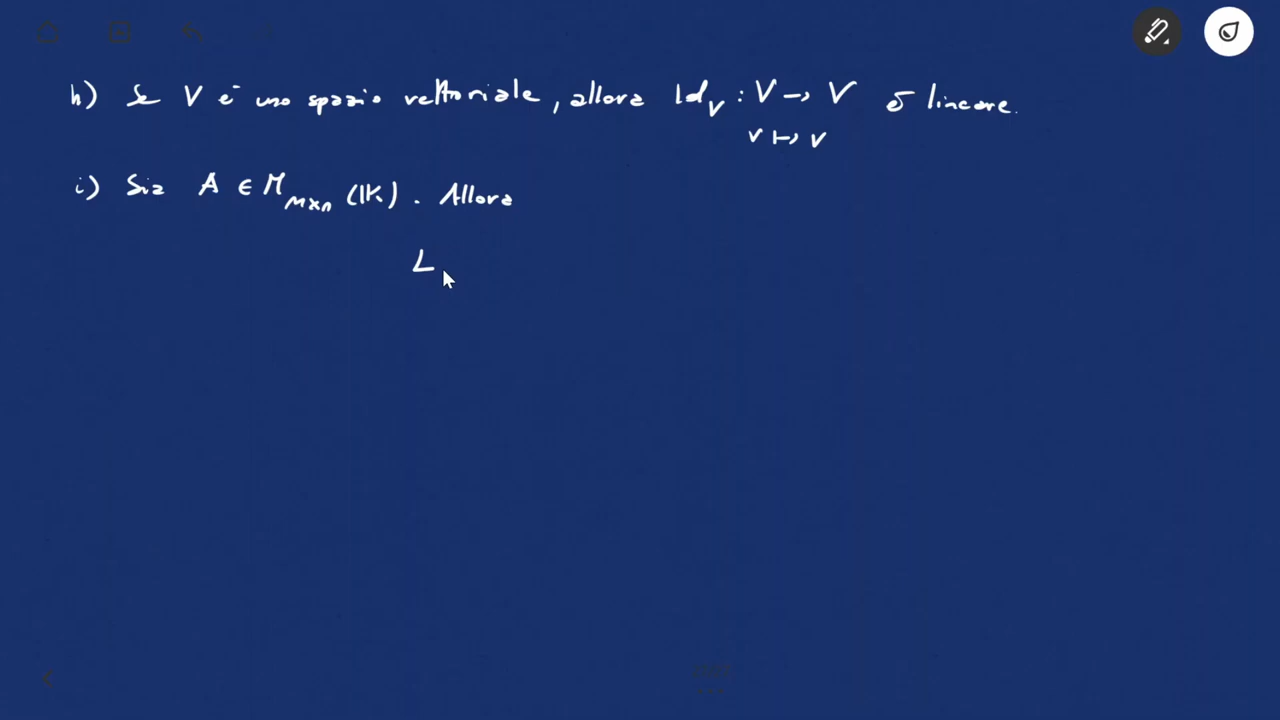 h) Se V è uno spazio vettoriale, allora Id_V : V → V è lineare.
v ↦ v
i) Sia A ∈ M_{m×n} (K). Allora
L